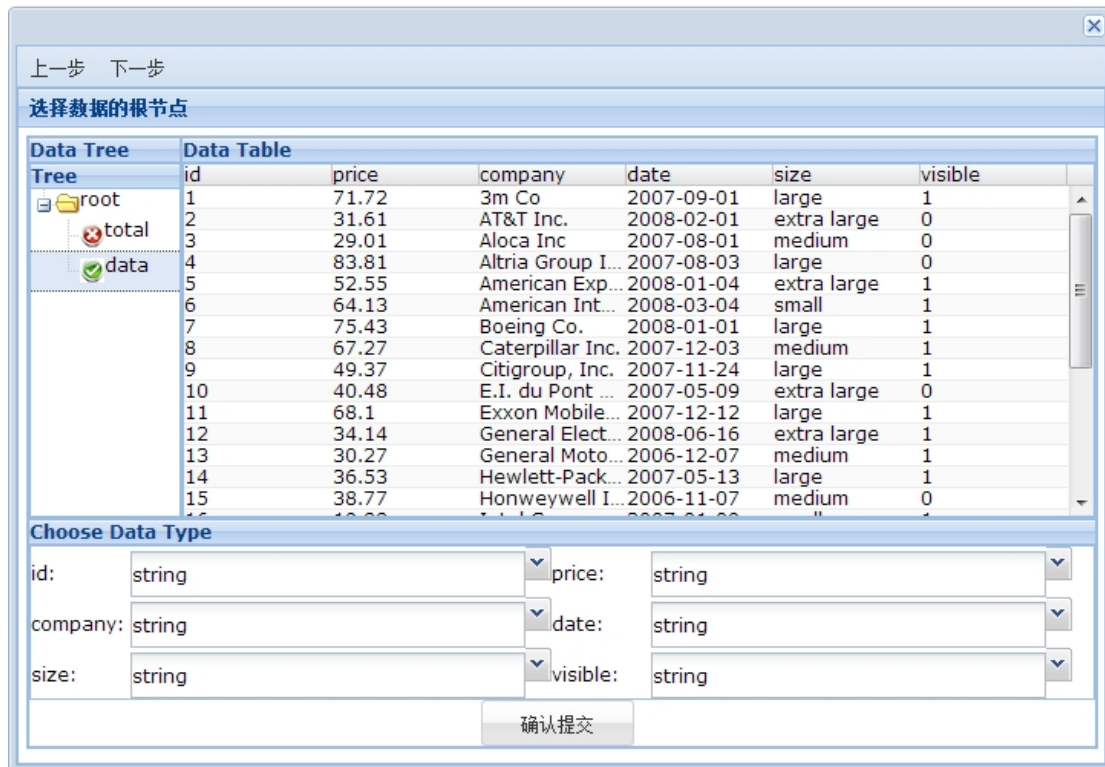 上一步 下一步
选择数据的根节点
Data Tree Data Table
Tree id price company date size visible
root
total
data
1 71.72 3m Co 2007-09-01 large 1
2 31.61 AT&T Inc. 2008-02-01 extra large 0
3 29.01 Aloca Inc 2007-08-01 medium 0
4 83.81 Altria Group I... 2007-08-03 large 0
5 52.55 American Exp... 2008-01-04 extra large 1
6 64.13 American Int... 2008-03-04 small 1
7 75.43 Boeing Co. 2008-01-01 large 1
8 67.27 Caterpillar Inc. 2007-12-03 medium 1
9 49.37 Citigroup, Inc. 2007-11-24 large 1
10 40.48 E.I. du Pont ... 2007-05-09 extra large 0
11 68.1 Exxon Mobile... 2007-12-12 large 1
12 34.14 General Elect... 2008-06-16 extra large 1
13 30.27 General Moto... 2006-12-07 medium 1
14 36.53 Hewlett-Pack... 2007-05-13 large 1
15 38.77 Honweywell I... 2006-11-07 medium 0
Choose Data Type
id: string price: string
company: string date: string
size: string visible: string
确认提交